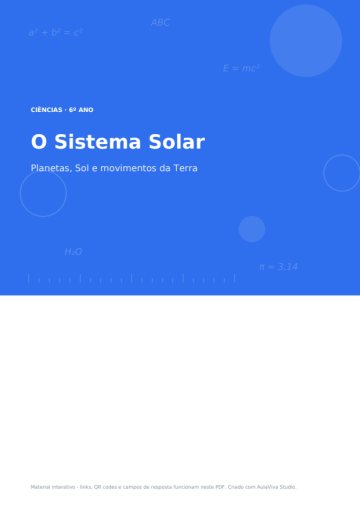 ABC
a² + b² = c²
E = mc²
CIÊNCIAS · 6º ANO
O Sistema Solar
Planetas, Sol e movimentos da Terra
H₂O
π ≈ 3,14
Material interativo · links, QR codes e campos de resposta funcionam neste PDF. Criado com AulaViva Studio.